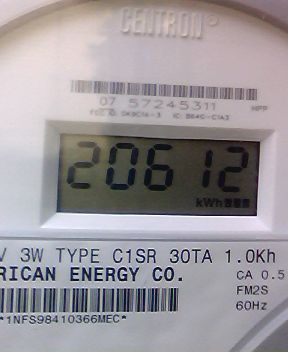 CENTRON®
07 57245311
20612
kWh
V 3W TYPE C1SR 30TA 1.0Kh
RICAN ENERGY CO. CA 0.5
FM2S
60Hz
*1NFS98410366MEC*